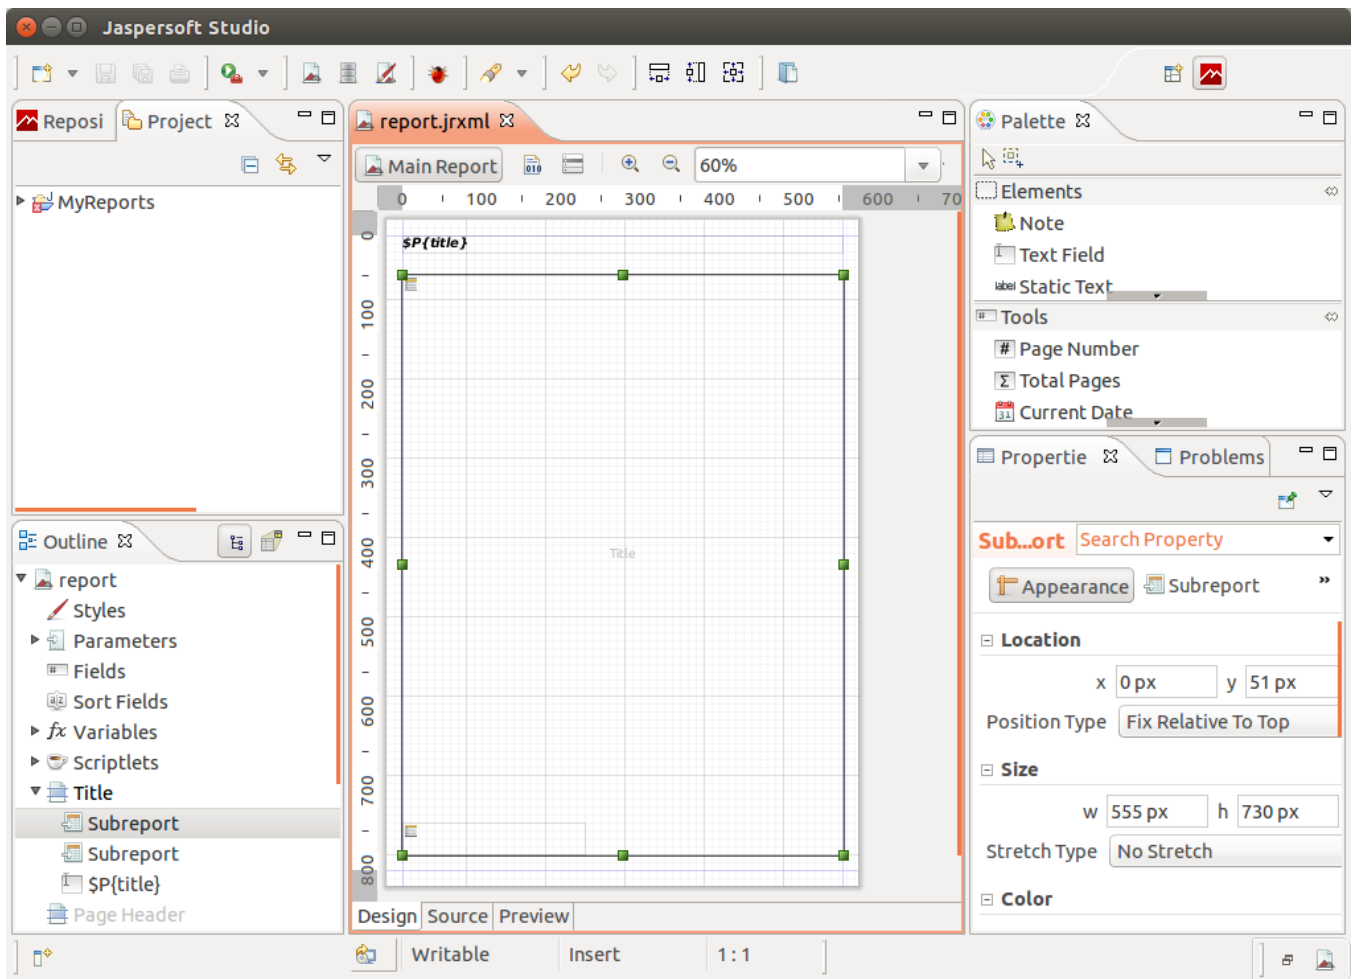 Jaspersoft Studio
Reposi
Project
MyReports
Outline
report
Styles
Parameters
Fields
Sort Fields
fx Variables
Scriptlets
Title
Subreport
Subreport
$P{title}
Page Header
report.jrxml
Main Report
010
60%
0 100 200 300 400 500 600 70
0
100
200
300
400
500
600
700
800
$P{title}
Title
Design Source Preview
Writable Insert 1 : 1
Palette
Elements
Note
Text Field
label Static Text
# Tools
# Page Number
Σ Total Pages
31 Current Date
Propertie
Problems
Sub...ort Search Property
Appearance Subreport »
Location
x 0 px y 51 px
Position Type Fix Relative To Top
Size
w 555 px h 730 px
Stretch Type No Stretch
Color